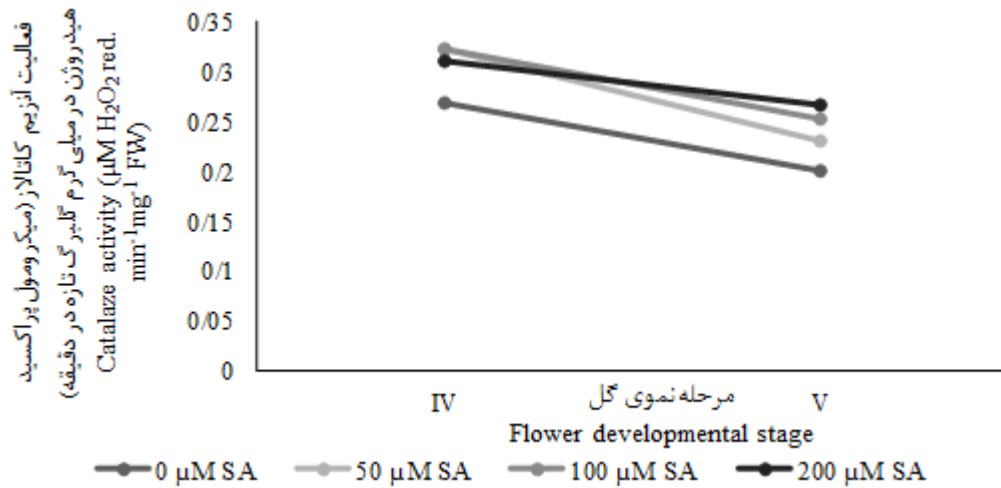 فعالیت آنزیم کاتالاز (میکرومول پراکسید
هیدروژن در میلی گرم گلبرگ تازه در دقیقه)
Catalaze activity (µM H₂O₂ red.
min⁻¹mg⁻¹ FW)
0/35
0/3
0/25
0/2
0/15
0/1
0/05
0
IV مرحله نموی گل V
Flower developmental stage
0 µM SA 50 µM SA 100 µM SA 200 µM SA